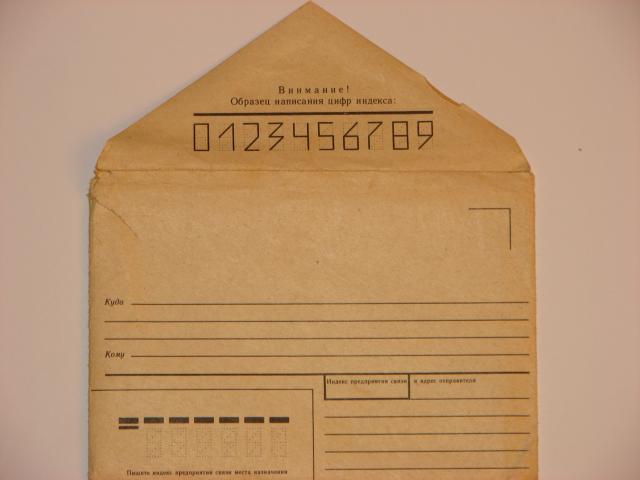 Внимание!
Образец написания цифр индекса:
0123456789
Куда
Кому
Индекс предприятия связи и адрес отправителя
Пишите индекс предприятия связи места назначения